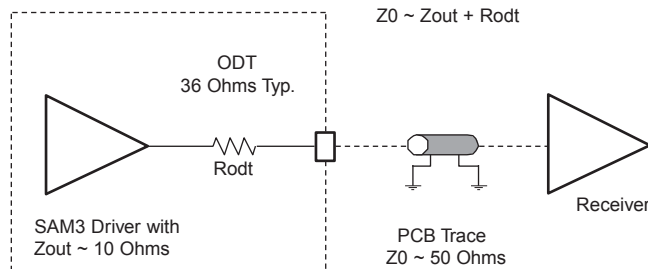 Z0 ~ Zout + Rodt
ODT
36 Ohms Typ.
Rodt
Receiver
SAM3 Driver with
Zout ~ 10 Ohms
PCB Trace
Z0 ~ 50 Ohms